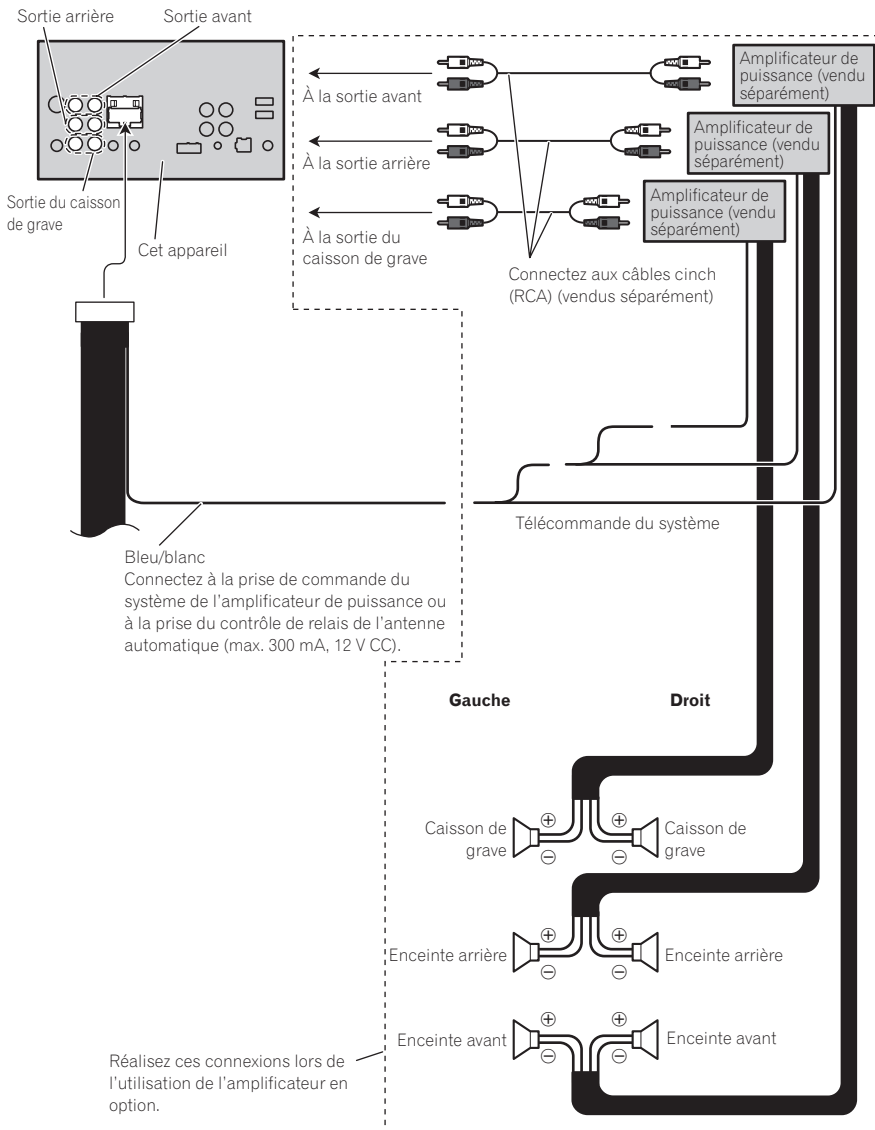 Sortie arrière
Sortie avant
Sortie du caisson
de grave
Cet appareil
À la sortie avant
À la sortie arrière
À la sortie du
caisson de grave
Amplificateur de
puissance (vendu
séparément)
Amplificateur de
puissance (vendu
séparément)
Amplificateur de
puissance (vendu
séparément)
Connectez aux câbles cinch
(RCA) (vendus séparément)
Télécommande du système
Bleu/blanc
Connectez à la prise de commande du
système de l'amplificateur de puissance ou
à la prise du contrôle de relais de l'antenne
automatique (max. 300 mA, 12 V CC).
Gauche
Droit
Caisson de
grave
⊕
⊖
⊕
⊖
Caisson de
grave
Enceinte arrière
⊕
⊖
⊕
⊖
Enceinte arrière
Enceinte avant
⊕
⊖
⊕
⊖
Enceinte avant
Réalisez ces connexions lors de
l'utilisation de l'amplificateur en
option.